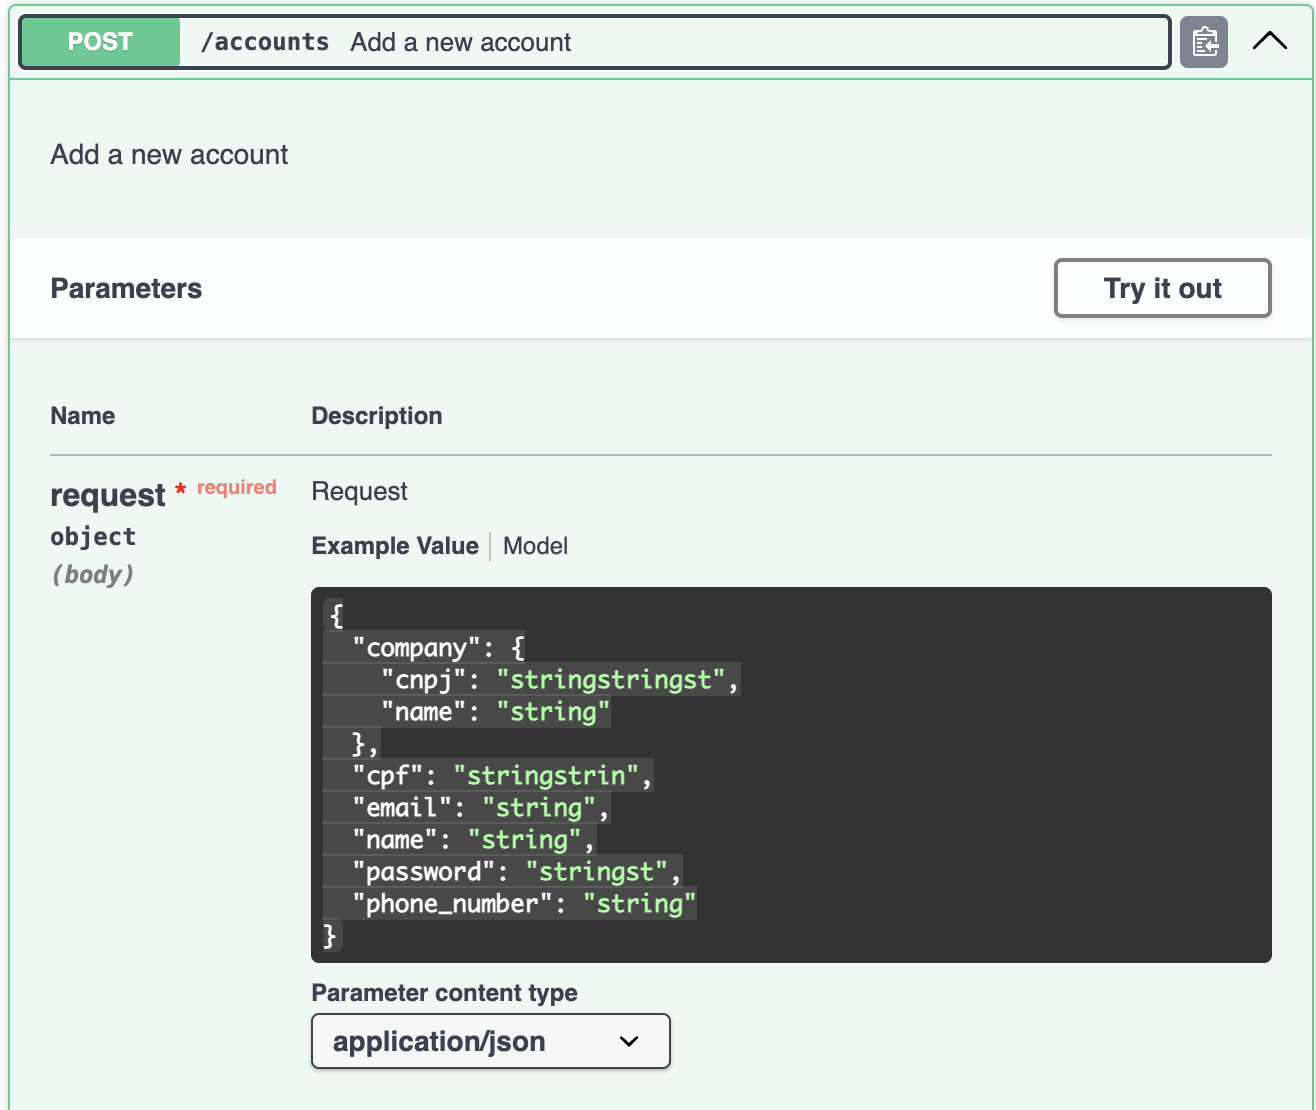 POST /accounts Add a new account
Add a new account
Parameters Try it out
Name Description
request * required Request
object
(body)
Example Value Model
{
  "company": {
    "cnpj": "stringstringst",
    "name": "string"
  },
  "cpf": "stringstrin",
  "email": "string",
  "name": "string",
  "password": "stringst",
  "phone_number": "string"
}
Parameter content type
application/json